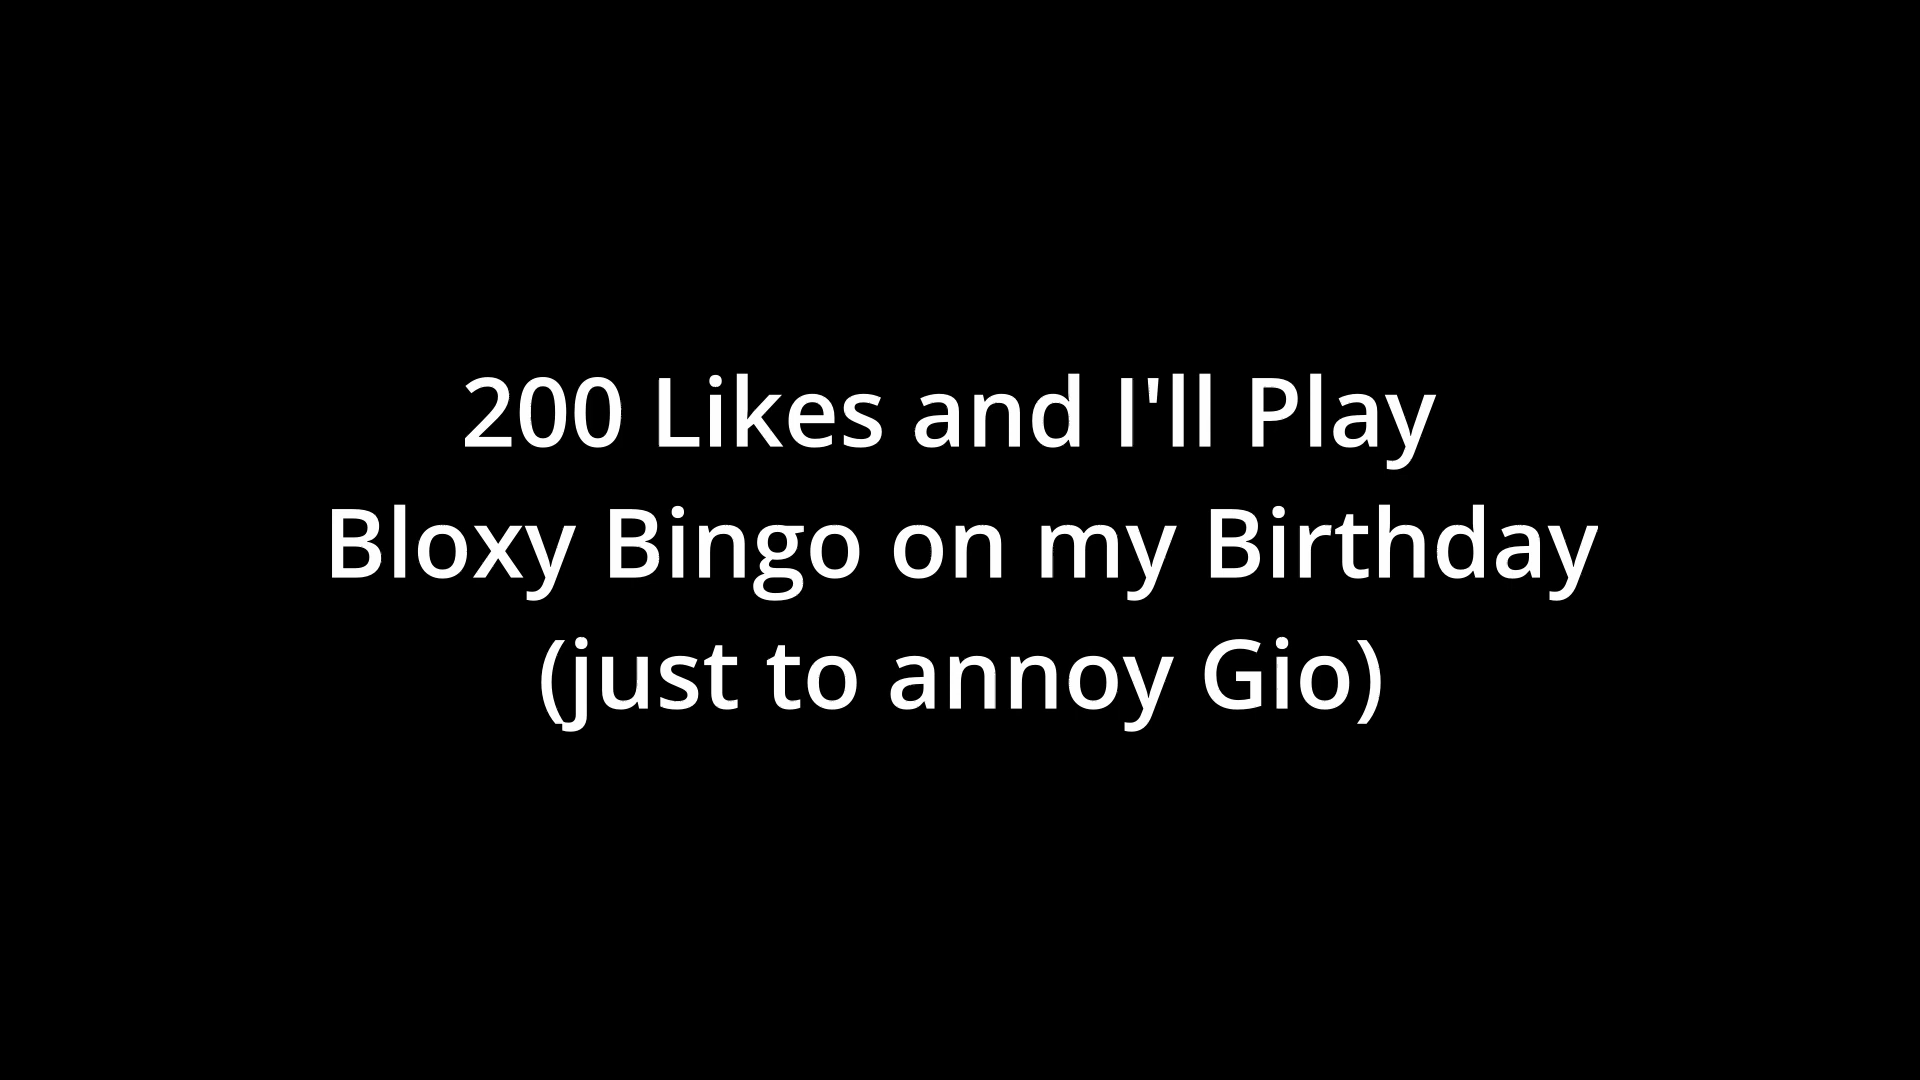 200 Likes and I'll Play
Bloxy Bingo on my Birthday
(just to annoy Gio)